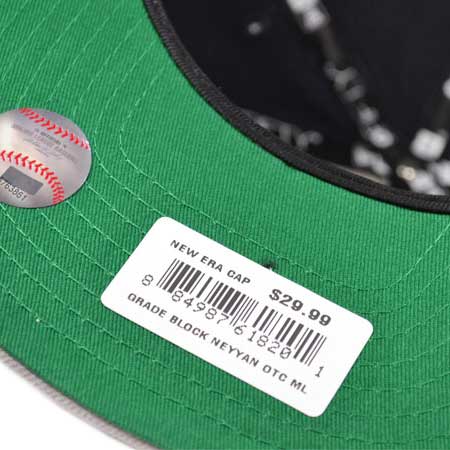 NEW ERA CAP
$29.99
8 84987 61820 1
GRADE BLOCK NEYYAN OTC ML